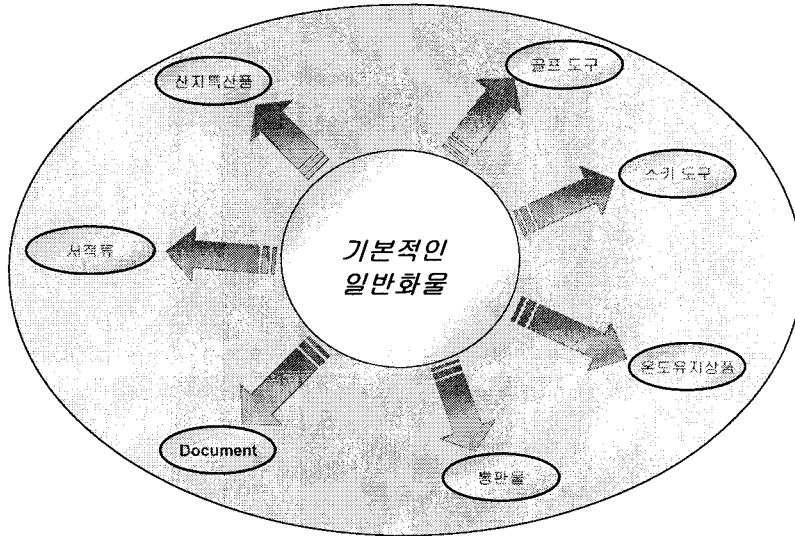 산지특산품
골프 도구
스키 도구
서적류
기본적인
일반화물
온도유지상품
Document
통판물